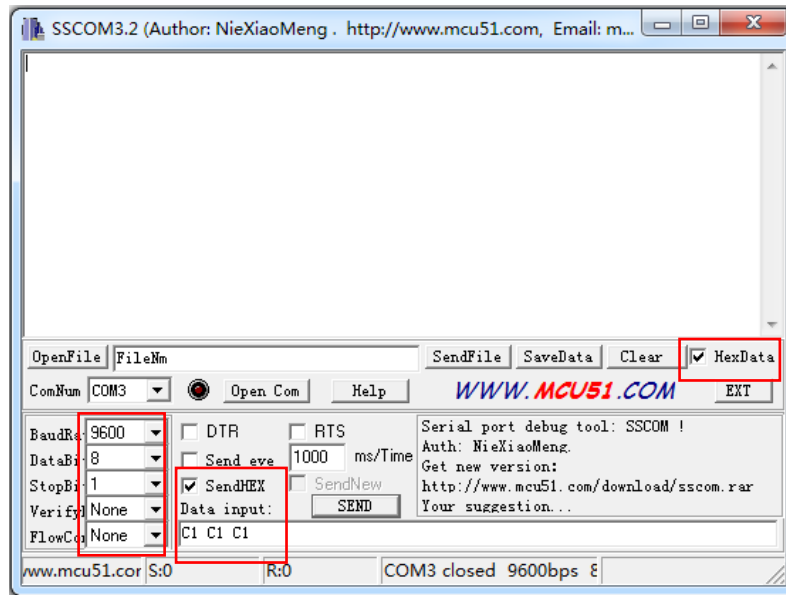 SSCOM3.2 (Author: NieXiaoMeng . http://www.mcu51.com, Email: m...
OpenFile FileNm SendFile SaveData Clear HexData
ComNum COM3 Open Com Help WWW.MCU51.COM EXT
BaudRa 9600 DTR RTS
DataBi 8 Send eve 1000 ms/Time
StopBi 1 SendHEX SendNew
Verify None Data input: SEND
FlowCo None C1 C1 C1
Serial port debug tool: SSCOM !
Auth: NieXiaoMeng.
Get new version:
http://www.mcu51.com/download/sscom.rar
Your suggestion...
www.mcu51.cor S:0 R:0 COM3 closed 9600bps 8